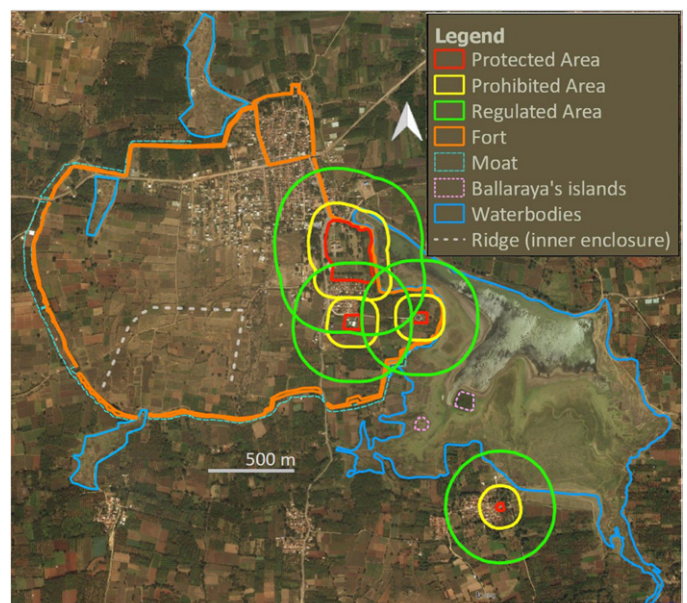 Legend
Protected Area
Prohibited Area
Regulated Area
Fort
Moat
Ballaraya's islands
Waterbodies
Ridge (inner enclosure)
500 m